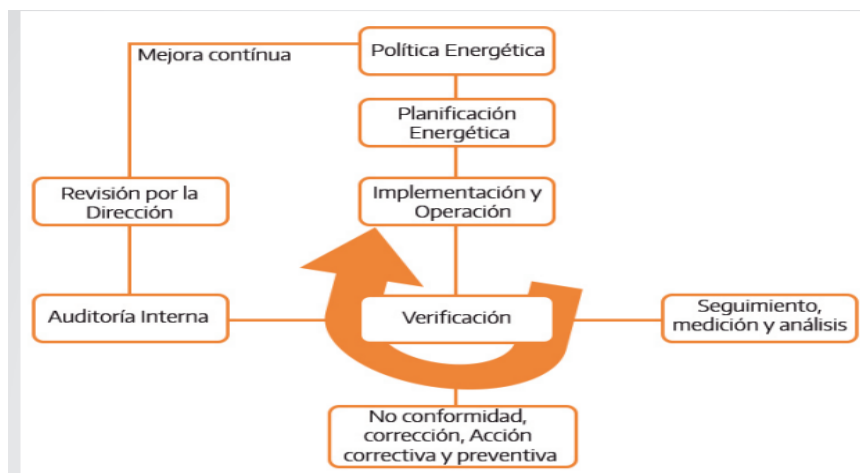 Mejora contínua
Política Energética
Planificación
Energética
Revisión por la
Dirección
Implementación y
Operación
Auditoría Interna
Verificación
Seguimiento,
medición y análisis
No conformidad,
corrección, Acción
correctiva y preventiva